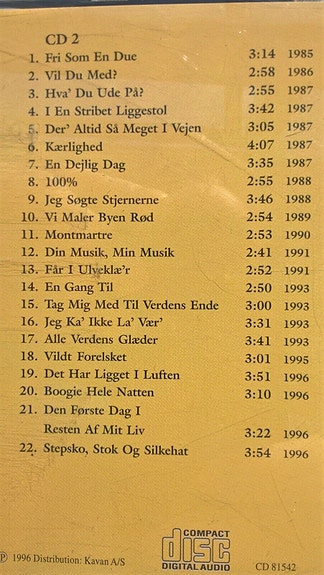 CD 2
1. Fri Som En Due 3:14 1985
2. Vil Du Med? 2:58 1986
3. Hva' Du Ude På? 2:55 1987
4. I En Stribet Liggestol 3:42 1987
5. Der' Altid Så Meget I Vejen 3:05 1987
6. Kærlighed 4:07 1987
7. En Dejlig Dag 3:35 1987
8. 100% 2:55 1988
9. Jeg Søgte Stjernerne 3:46 1988
10. Vi Maler Byen Rød 2:54 1989
11. Montmartre 2:53 1990
12. Din Musik, Min Musik 2:41 1991
13. Får I Ulveklæ'r 2:52 1991
14. En Gang Til 2:50 1993
15. Tag Mig Med Til Verdens Ende 3:00 1993
16. Jeg Ka' Ikke La' Vær' 3:31 1993
17. Alle Verdens Glæder 3:41 1993
18. Vildt Forelsket 3:01 1995
19. Det Har Ligget I Luften 3:51 1996
20. Boogie Hele Natten 3:10 1996
21. Den Første Dag I
Resten Af Mit Liv 3:22 1996
22. Stepsko, Stok Og Silkehat 3:54 1996
COMPACT
disc
DIGITAL AUDIO
℗ 1996 Distribution: Kavan A/S CD 81542